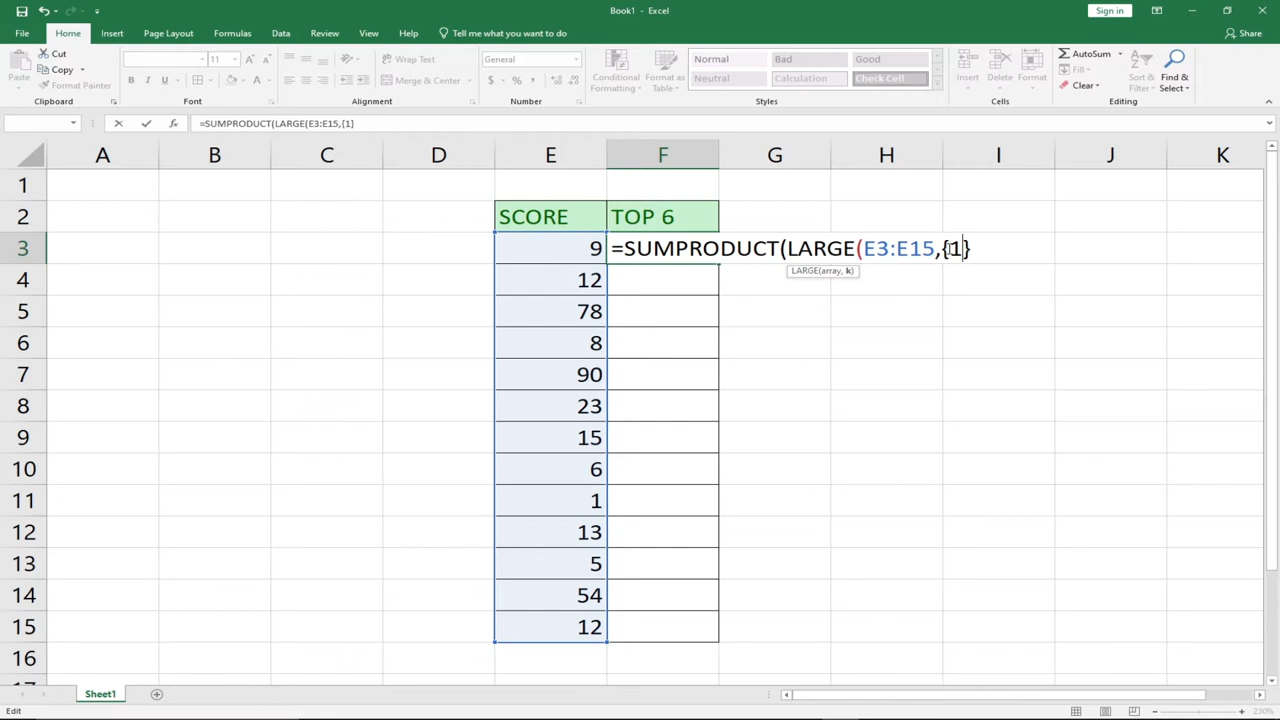 Book1 - Excel
Sign in
File Home Insert Page Layout Formulas Data Review View Help Tell me what you want to do Share
Paste
Cut
Copy
Format Painter
Clipboard
11
B I U A
Font
Wrap Text
Merge & Center
Alignment
General
$ % ,
Number
Conditional Formatting
Format as Table
Normal Bad Good
Neutral Calculation Check Cell
Styles
Insert Delete Format
Cells
AutoSum
Fill
Clear
Sort & Filter
Find & Select
Editing
fx =SUMPRODUCT(LARGE(E3:E15,{1}
A B C D E F G H I J K
1
2 SCORE TOP 6
3 9 =SUMPRODUCT(LARGE(E3:E15,{1}
LARGE(array, k)
4 12
5 78
6 8
7 90
8 23
9 15
10 6
11 1
12 13
13 5
14 54
15 12
16
17
Sheet1
Edit
230%